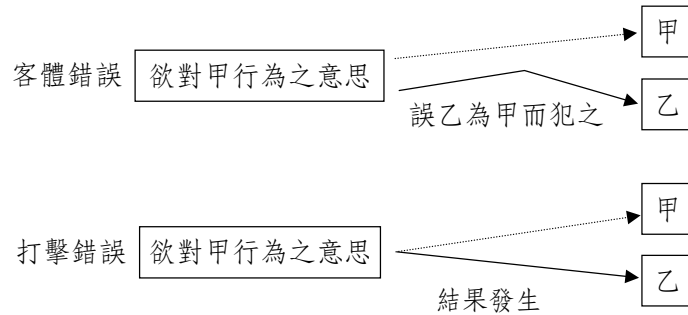 甲
客體錯誤 欲對甲行為之意思
乙
誤乙為甲而犯之
甲
打擊錯誤 欲對甲行為之意思
乙
結果發生